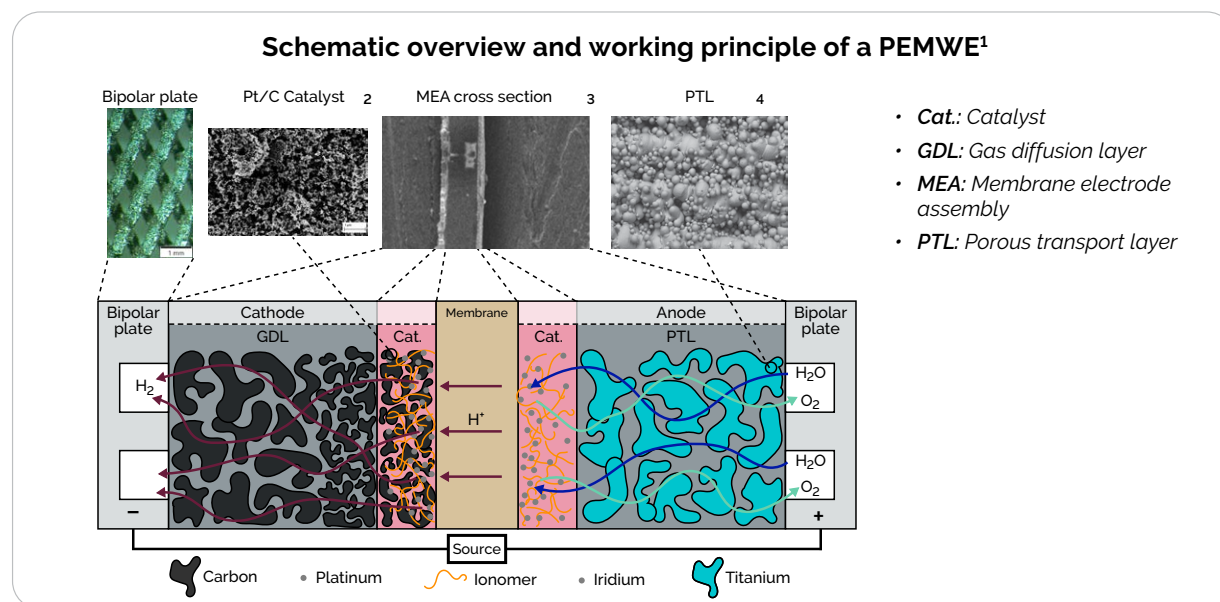 Schematic overview and working principle of a PEMWE¹
Bipolar plate
Pt/C Catalyst 2
MEA cross section 3
PTL 4
1 mm
• Cat.: Catalyst
• GDL: Gas diffusion layer
• MEA: Membrane electrode
assembly
• PTL: Porous transport layer
Bipolar
plate
Cathode
Membrane
Anode
Bipolar
plate
GDL
Cat.
Cat.
PTL
H₂
H⁺
H₂O
O₂
H₂O
O₂
–
+
Source
Carbon
Platinum
Ionomer
Iridium
Titanium